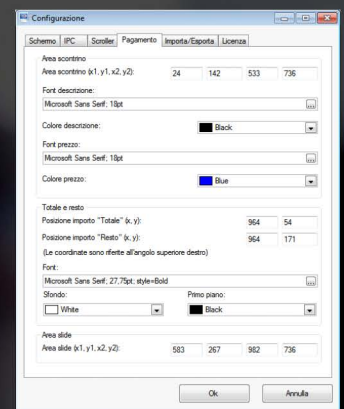 Configurazione
Schermo IPC Scroller Pagamento Importa/Esporta Licenza
Area scontrino
Area scontrino (x1, y1, x2, y2): 24 142 533 736
Font descrizione:
Microsoft Sans Serif; 18pt ...
Colore descrizione: Black
Font prezzo:
Microsoft Sans Serif; 18pt ...
Colore prezzo: Blue
Totale e resto
Posizione importo "Totale" (x, y): 964 54
Posizione importo "Resto" (x, y): 964 171
(Le coordinate sono riferite all'angolo superiore destro)
Font:
Microsoft Sans Serif; 27,75pt; style=Bold ...
Sfondo: Primo piano:
White Black
Area slide
Area slide (x1, y1, x2, y2): 583 267 982 736
Ok Annulla